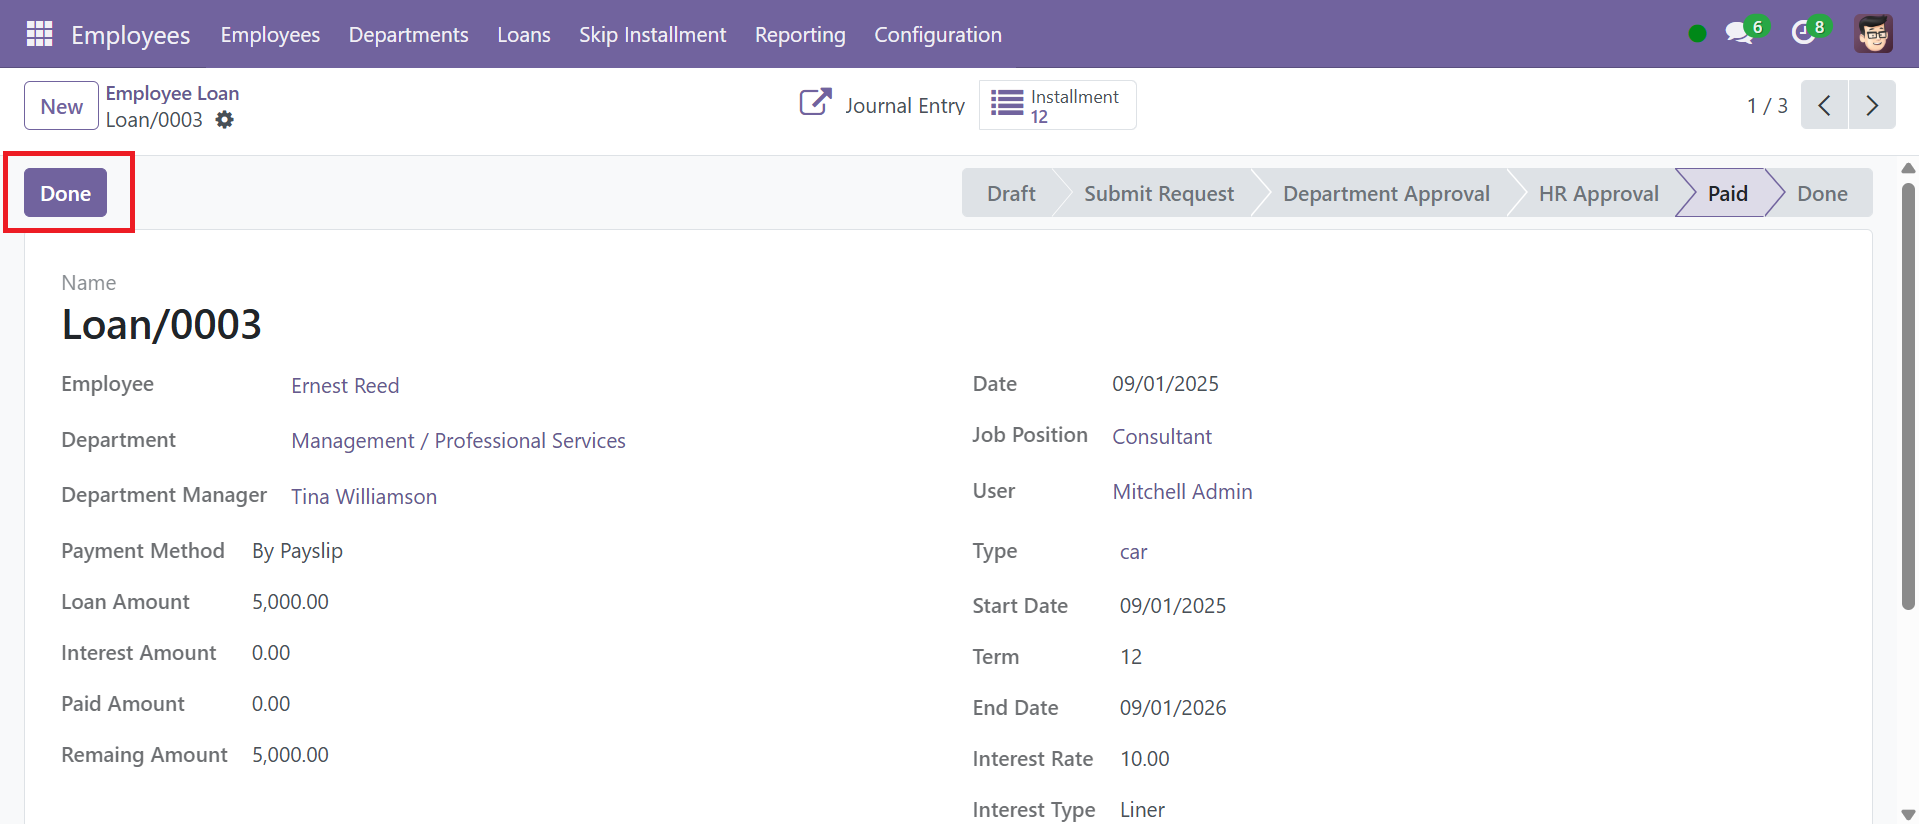 Employees Employees Departments Loans Skip Installment Reporting Configuration 6 8
New Employee Loan Loan/0003 Journal Entry Installment 12 1 / 3
Done Draft Submit Request Department Approval HR Approval Paid Done
Name
Loan/0003
Employee Ernest Reed Date 09/01/2025
Department Management / Professional Services Job Position Consultant
Department Manager Tina Williamson User Mitchell Admin
Payment Method By Payslip Type car
Loan Amount 5,000.00 Start Date 09/01/2025
Interest Amount 0.00 Term 12
Paid Amount 0.00 End Date 09/01/2026
Remaing Amount 5,000.00 Interest Rate 10.00
Interest Type Liner